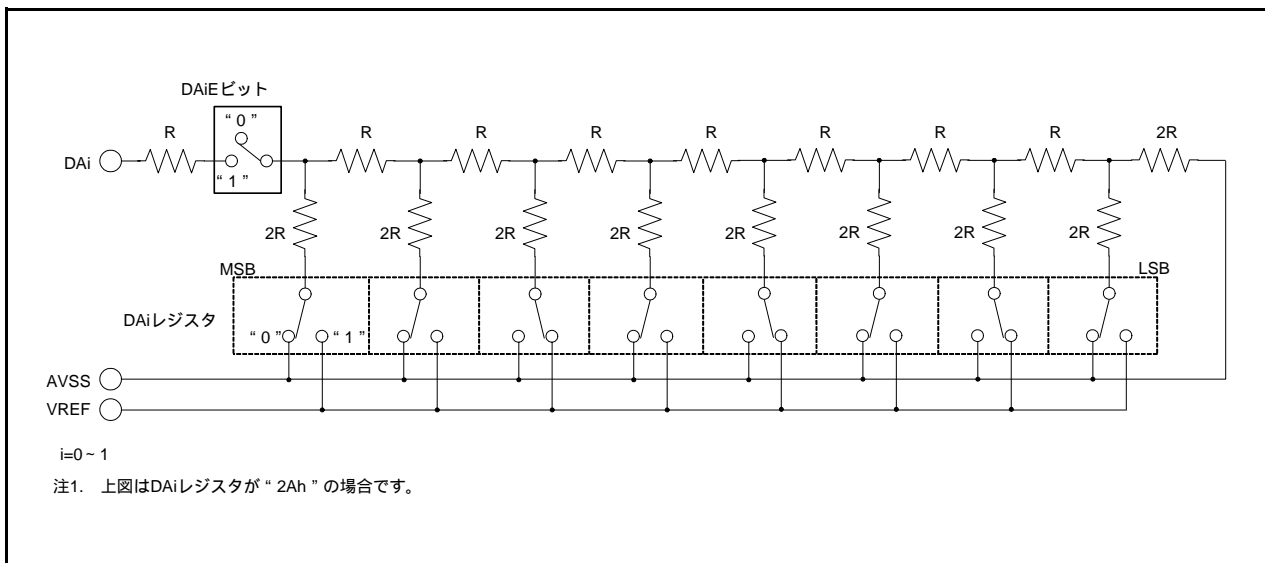 DAiEビット
“ 0 ”
“ 1 ”
DAi
R
R
R
R
R
R
R
R
2R
2R
2R
2R
2R
2R
2R
2R
2R
MSB
LSB
DAiレジスタ
“ 0 ”
“ 1 ”
AVSS
VREF
i=0~1
注1. 上図はDAiレジスタが“ 2Ah ”の場合です。